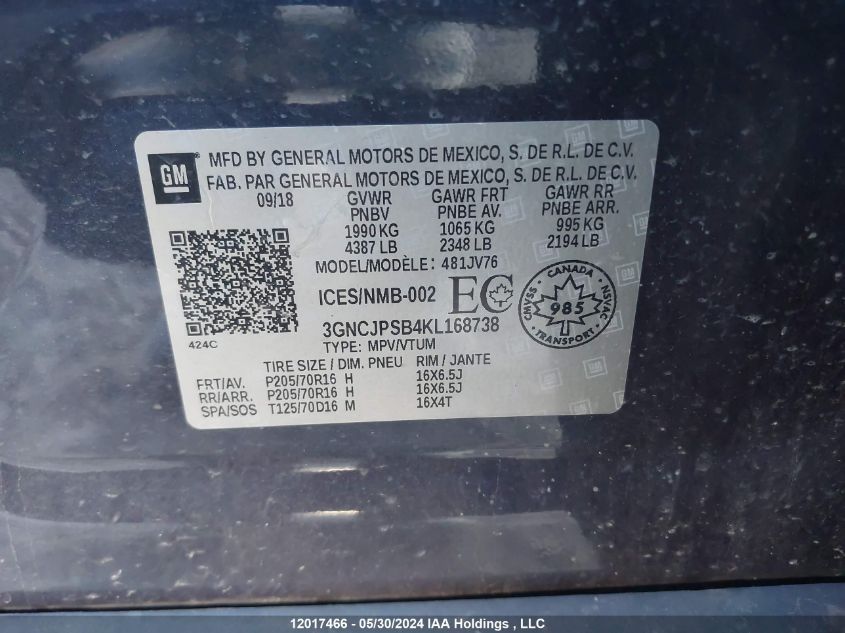 GM
MFD BY GENERAL MOTORS DE MEXICO, S. DE R.L. DE C.V.
FAB. PAR GENERAL MOTORS DE MEXICO, S. DE R.L. DE C.V.
09/18 GVWR GAWR FRT GAWR RR
PNBV PNBE AV. PNBE ARR.
1990 KG 1065 KG 995 KG
4387 LB 2348 LB 2194 LB
MODEL/MODÈLE: 481JV76
ICES/NMB-002 EC
CANADA
CMVSS 985 NSVAC
TRANSPORT
424C
3GNCJPSB4KL168738
TYPE: MPV/VTUM
TIRE SIZE / DIM. PNEU RIM / JANTE
FRT/AV. P205/70R16 H 16X6.5J
RR/ARR. P205/70R16 H 16X6.5J
SPA/SOS T125/70D16 M 16X4T
12017466 - 05/30/2024 IAA Holdings , LLC